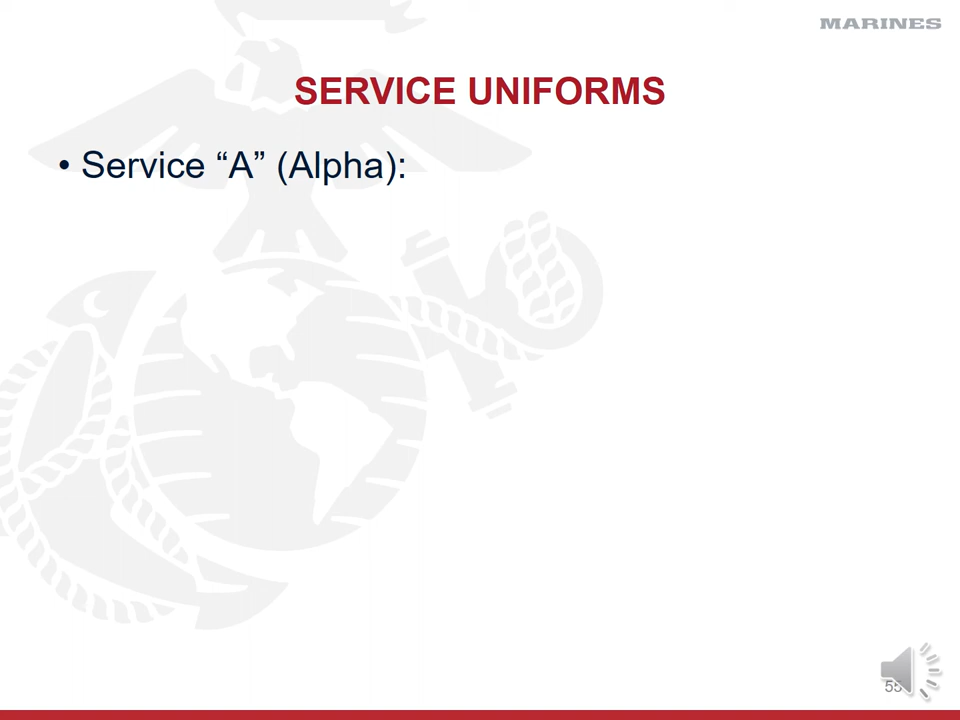 MARINES
SERVICE UNIFORMS
• Service “A” (Alpha):